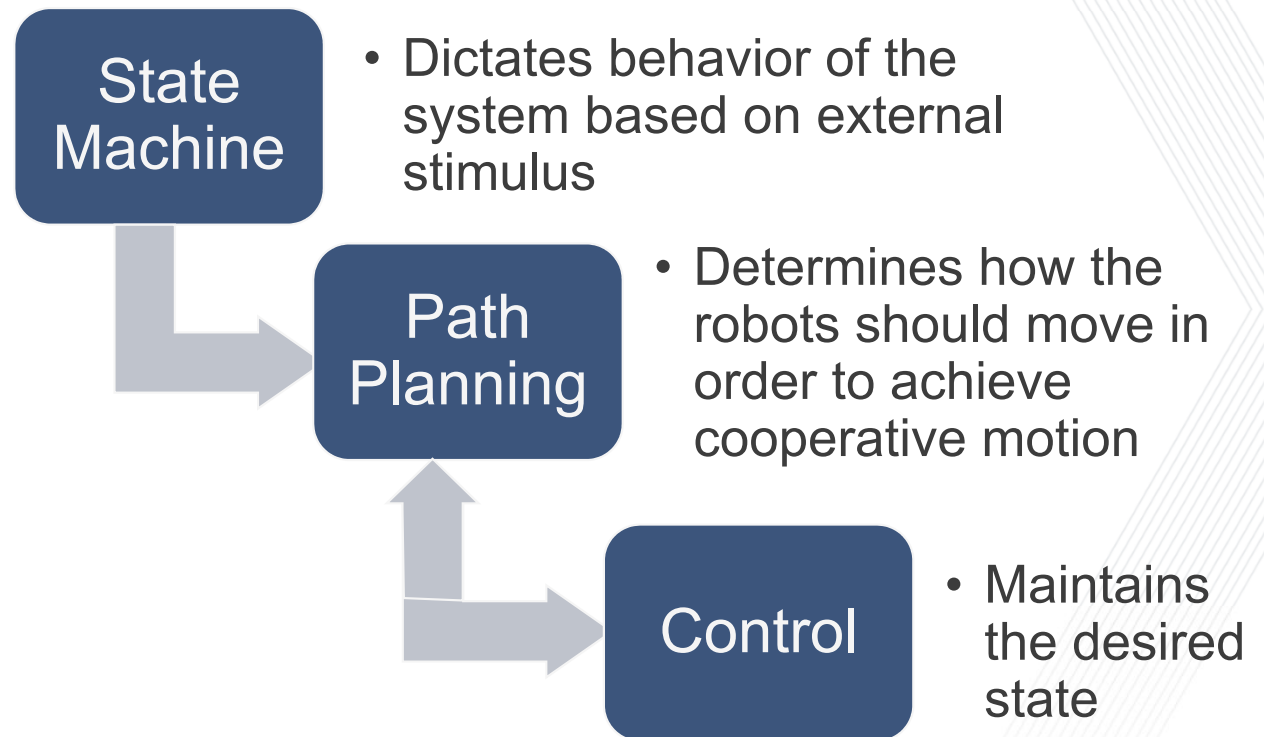 State
Machine
• Dictates behavior of the
system based on external
stimulus
Path
Planning
• Determines how the
robots should move in
order to achieve
cooperative motion
Control
• Maintains
the desired
state